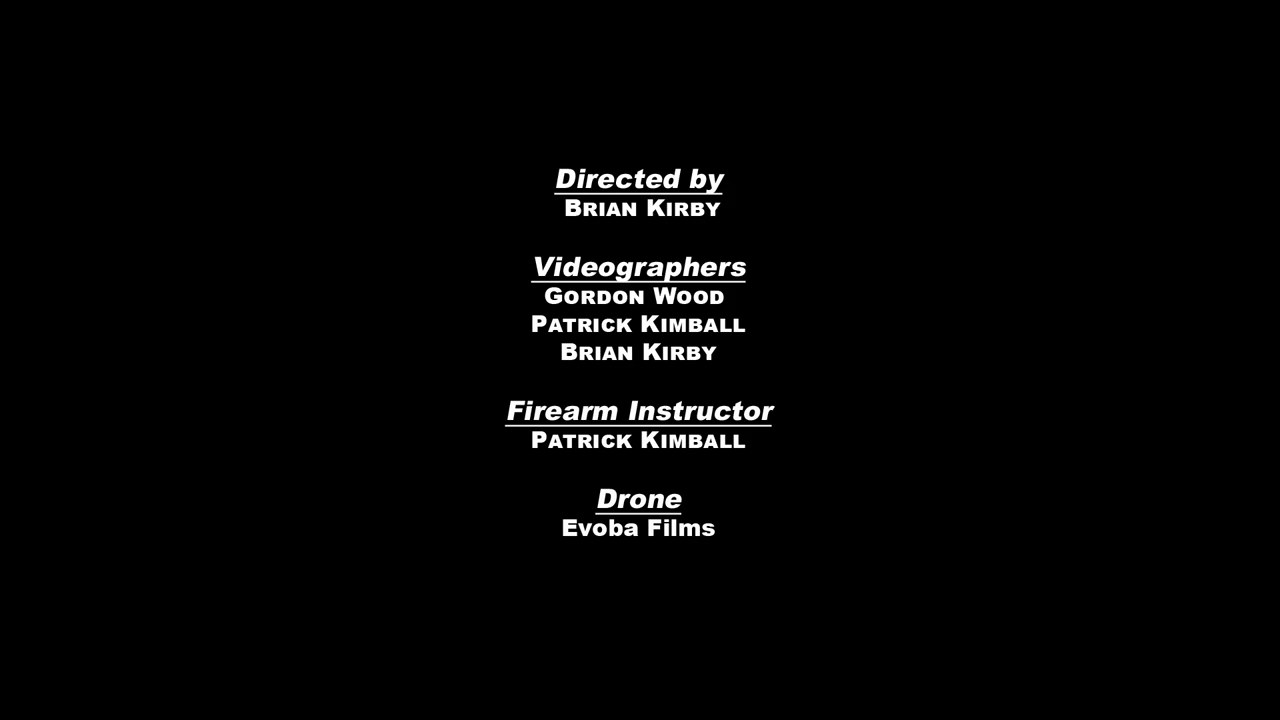 Directed by
Brian Kirby
Videographers
Gordon Wood
Patrick Kimball
Brian Kirby
Firearm Instructor
Patrick Kimball
Drone
Evoba Films